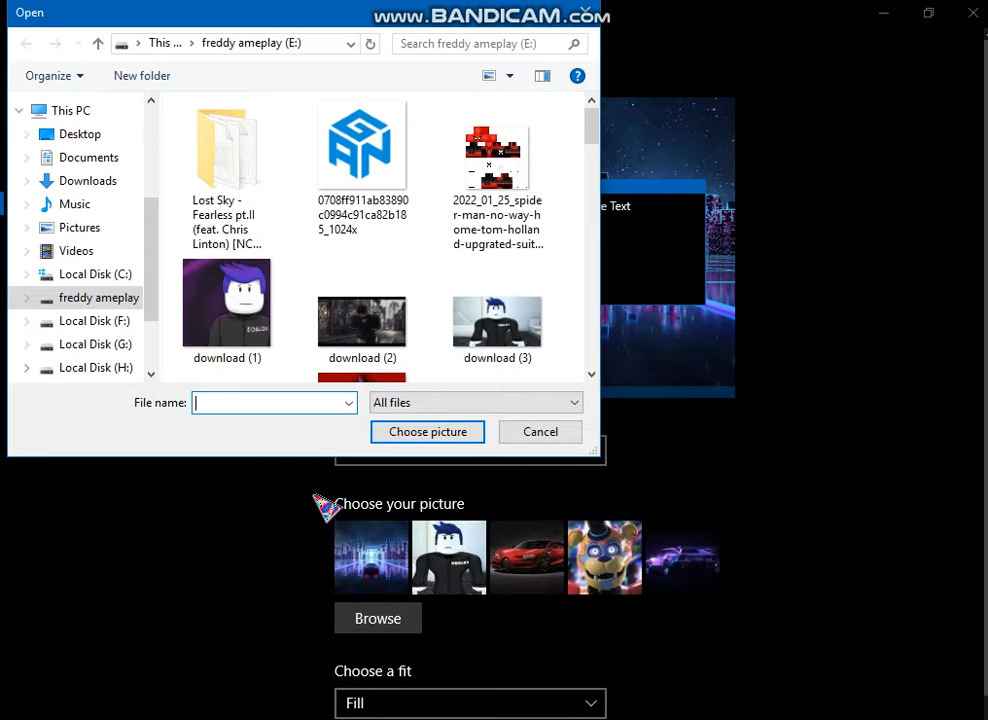 Open
www.BANDICAM.com
This ... > freddy ameplay (E:)
Search freddy ameplay (E:)
Organize
New folder
This PC
Desktop
Documents
Downloads
Music
Pictures
Videos
Local Disk (C:)
freddy ameplay
Local Disk (F:)
Local Disk (G:)
Local Disk (H:)
Lost Sky -
Fearless pt.II
(feat. Chris
Linton) [NC...
0708ff911ab83890
c0994c91ca82b18
5_1024x
2022_01_25_spide
r-man-no-way-h
ome-tom-hollan
d-upgrated-suit...
download (1)
download (2)
download (3)
File name:
All files
Choose picture
Cancel
e Text
Choose your picture
Browse
Choose a fit
Fill